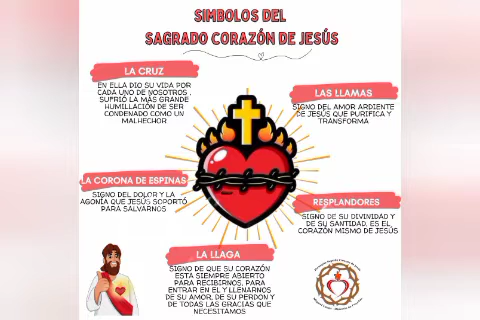 SIMBOLOS DEL
SAGRADO CORAZÓN DE JESÚS
LA CRUZ
EN ELLA DIO SU VIDA POR
CADA UNO DE NOSOTROS ,
SUFRIÓ LA MÁS GRANDE
HUMILLACIÓN DE SER
CONDENADO COMO UN
MALHECHOR
LAS LLAMAS
SIGNO DEL AMOR ARDIENTE
DE JESÚS QUE PURIFICA Y
TRANSFORMA
LA CORONA DE ESPINAS
SIGNO DEL DOLOR Y LA
AGONÍA QUE JESÚS SOPORTÓ
PARA SALVARNOS
RESPLANDORES
SIGNO DE SU DIVINIDAD Y
DE SU SANTIDAD, ES EL
CORAZÓN MISMO DE JESÚS
LA LLAGA
SIGNO DE QUE SU CORAZÓN
ESTA SIEMPRE ABIERTO
PARA RECIBIRNOS, PARA
ENTRAR EN EL Y LLENARNOS
DE SU AMOR, DE SU PERDON Y
DE TODAS LAS GRACIAS QUE
NECESITAMOS